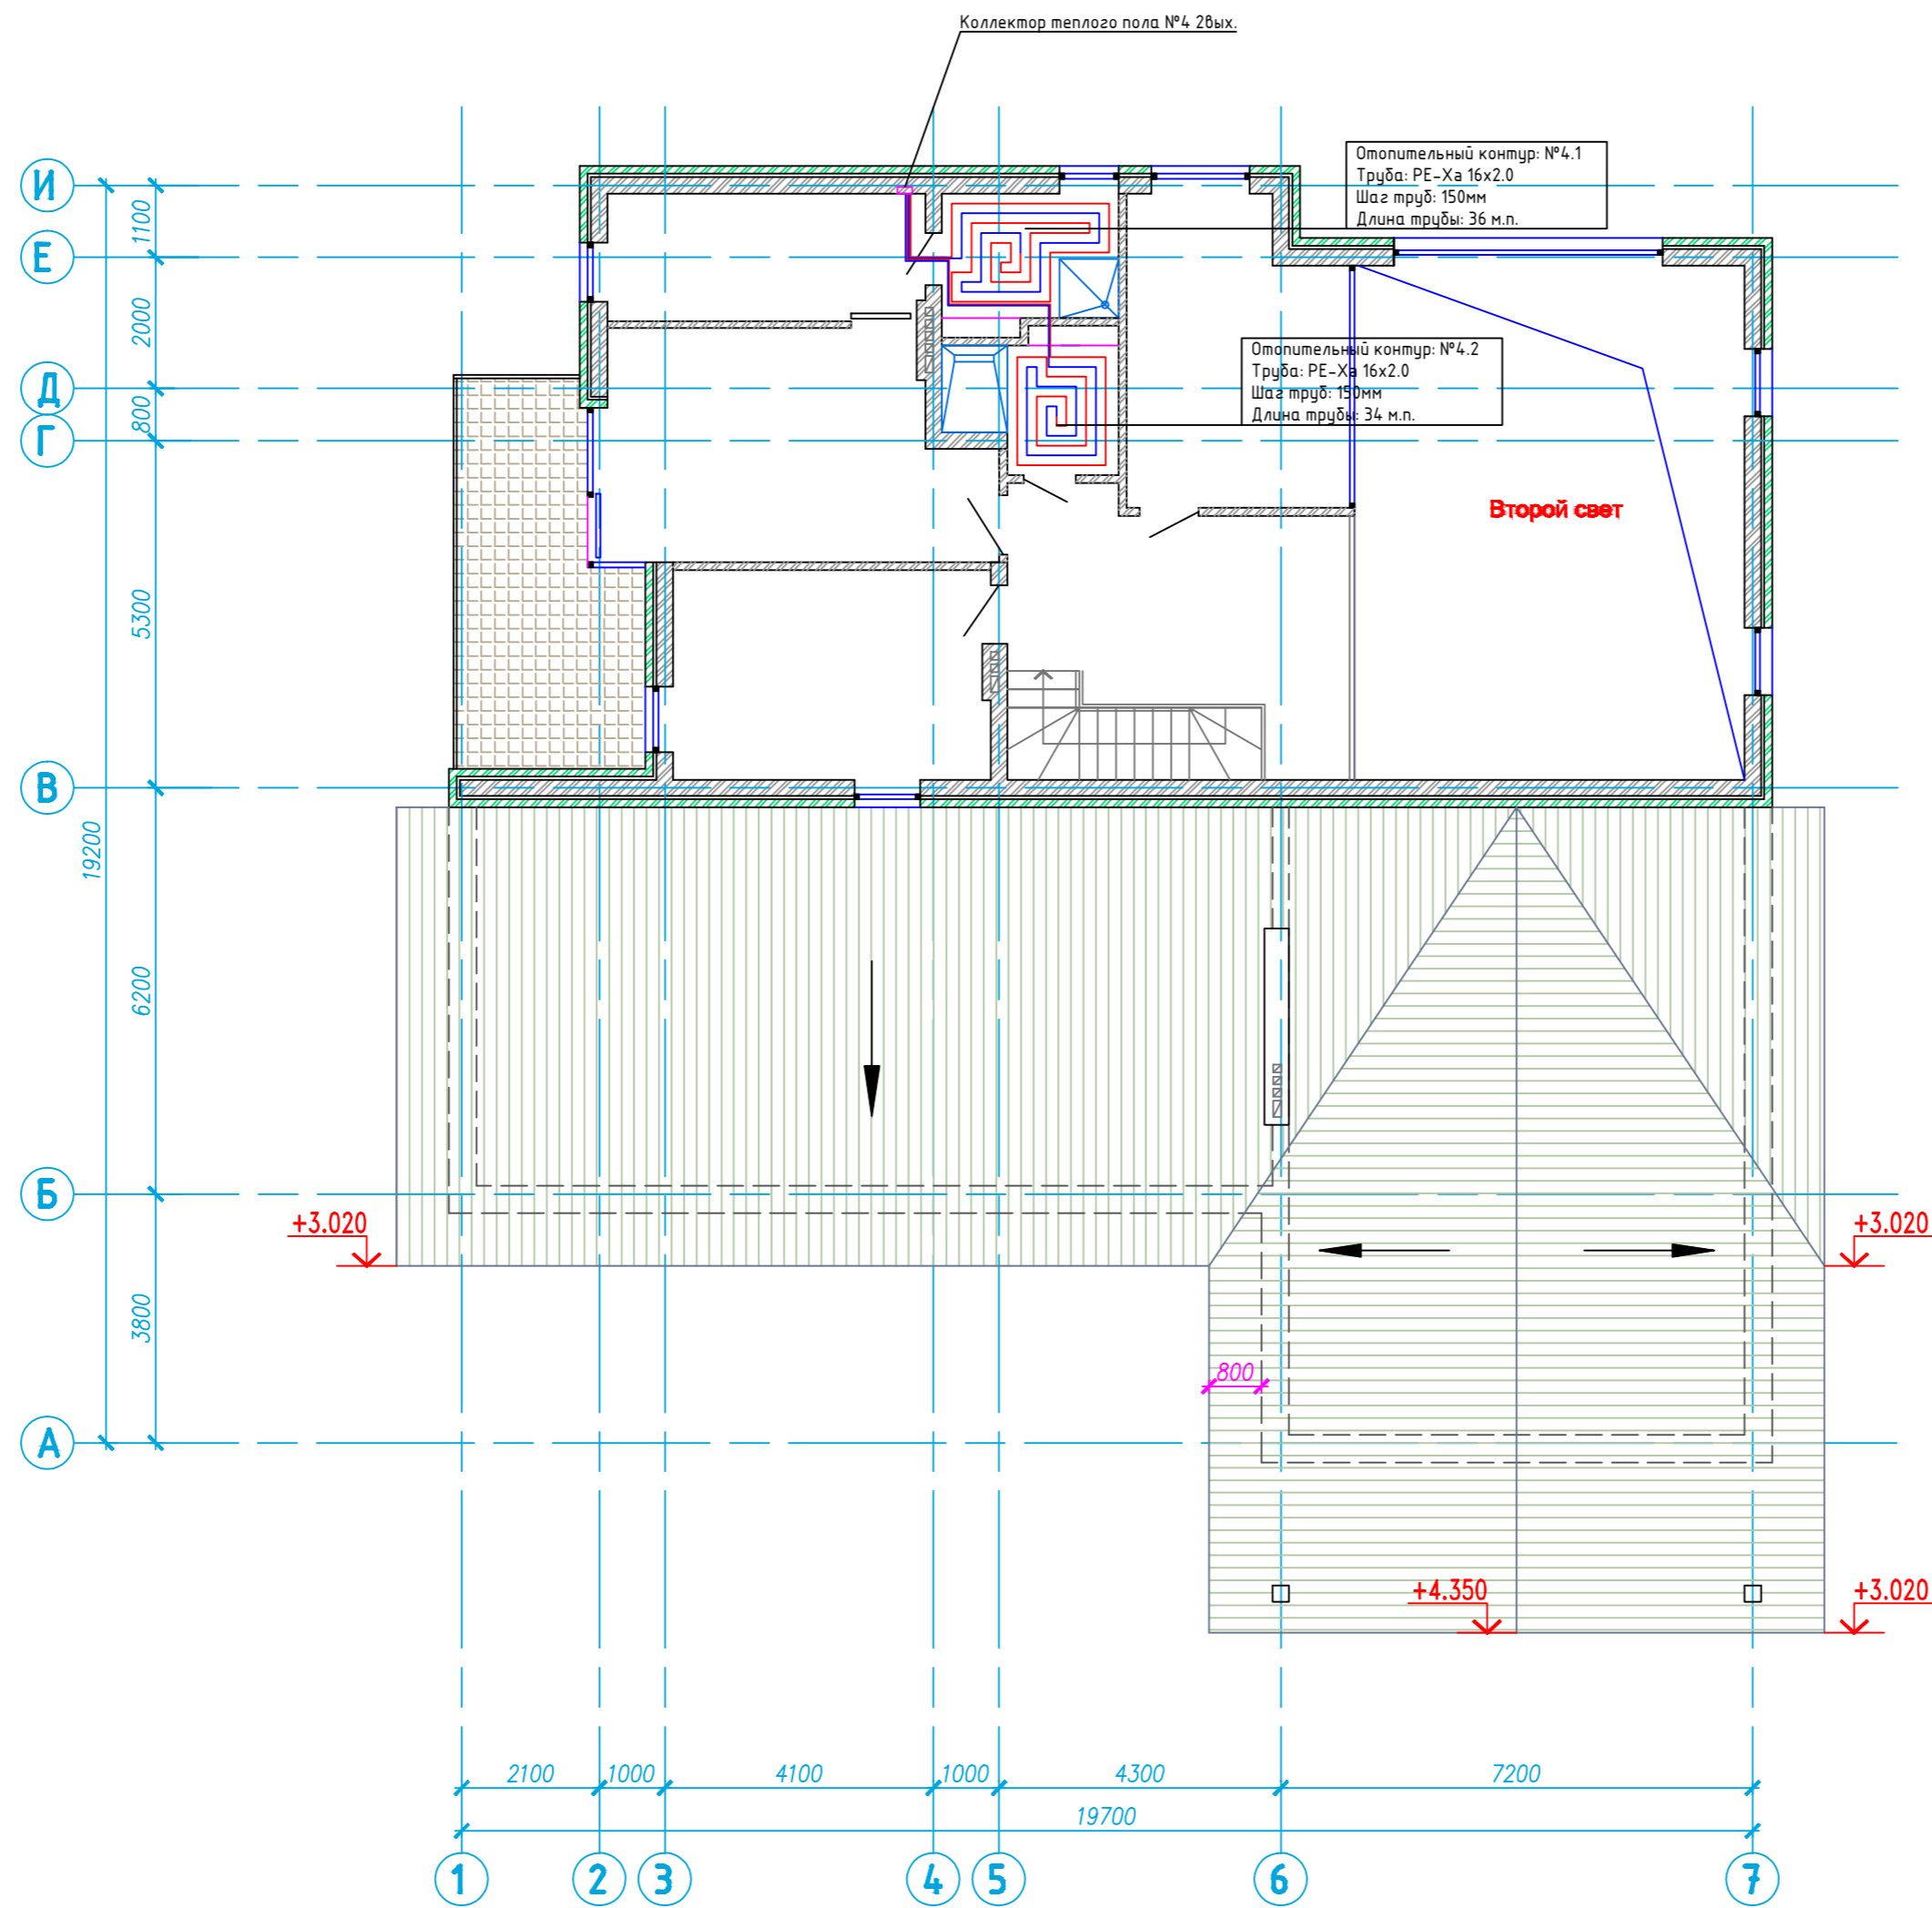 Коллектор теплого пола №4 2вых.
Отопительный контур: №4.1
Труба: PE-Xa 16x2.0
Шаг труб: 150мм
Длина трубы: 36 м.п.
Отопительный контур: №4.2
Труба: PE-Xa 16x2.0
Шаг труб: 150мм
Длина трубы: 34 м.п.
Второй свет
И
Е
Д
Г
В
Б
А
1100
2000
800
5300
6200
3800
19200
+3.020
+3.020
800
+4.350
+3.020
2100
1000
4100
1000
4300
7200
19700
1
2
3
4
5
6
7